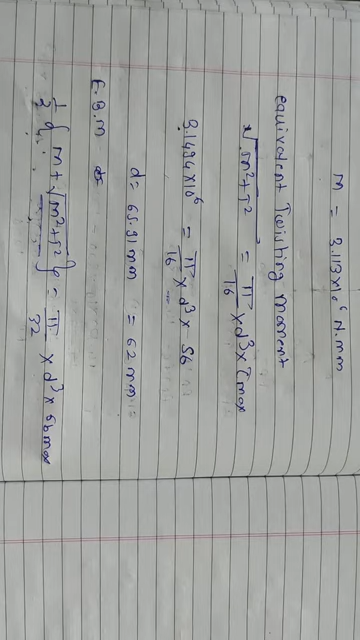 M = 3.113×10⁶ N.mm
equivalent Twisting moment
√m²+T² = π/16 × d³ × τmax
3.1484×10⁶ = π/16 × d³ × 56
d = 65.91 mm = 62 mm
E.B.M
1/2 { M+√m²+T² } = π/32 × d³ × σbmax